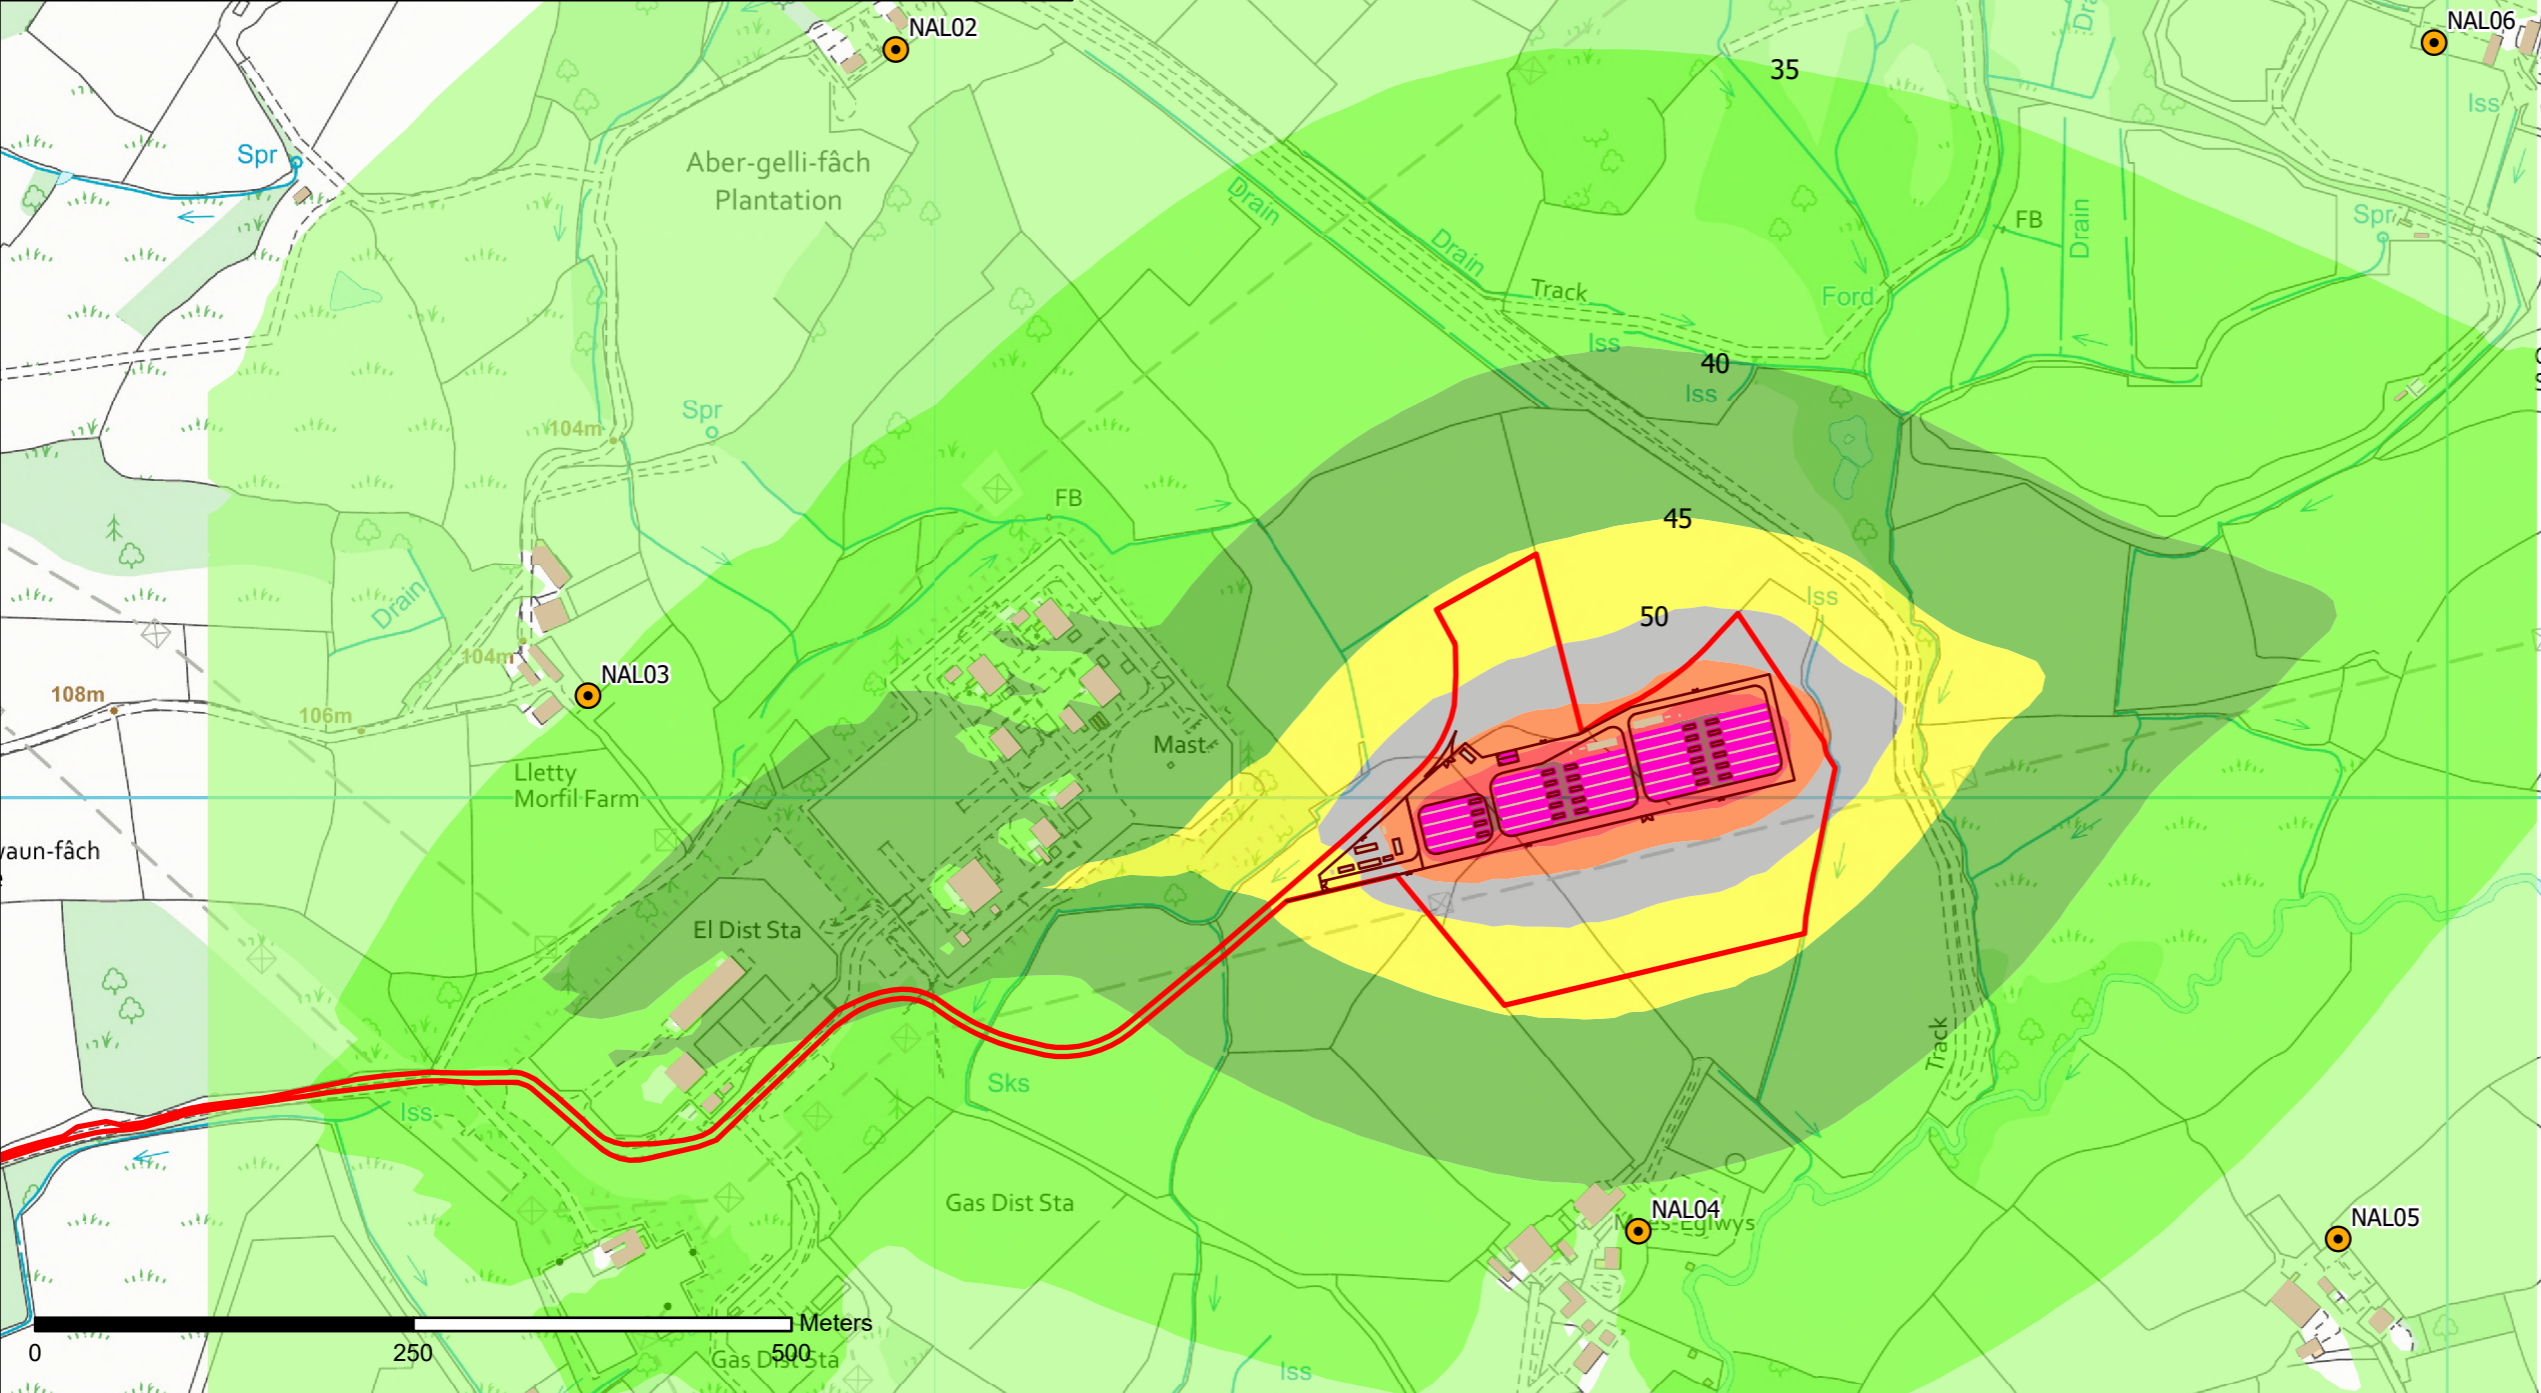 NAL02
NAL06
35
Iss
Spr
Aber-gelli-fâch
Plantation
Drain
Drain
Drain
FB
Spr
Track
Ford
Iss
40
Iss
104m
Spr
FB
45
Drain
50
Iss
104m
NAL03
108m
106m
Mast
Lletty
Morfil Farm
El Dist Sta
Track
Sks
Iss
Gas Dist Sta
NAL04
NAL05
Meters
0
250
500
Gas Dist Sta
Iss